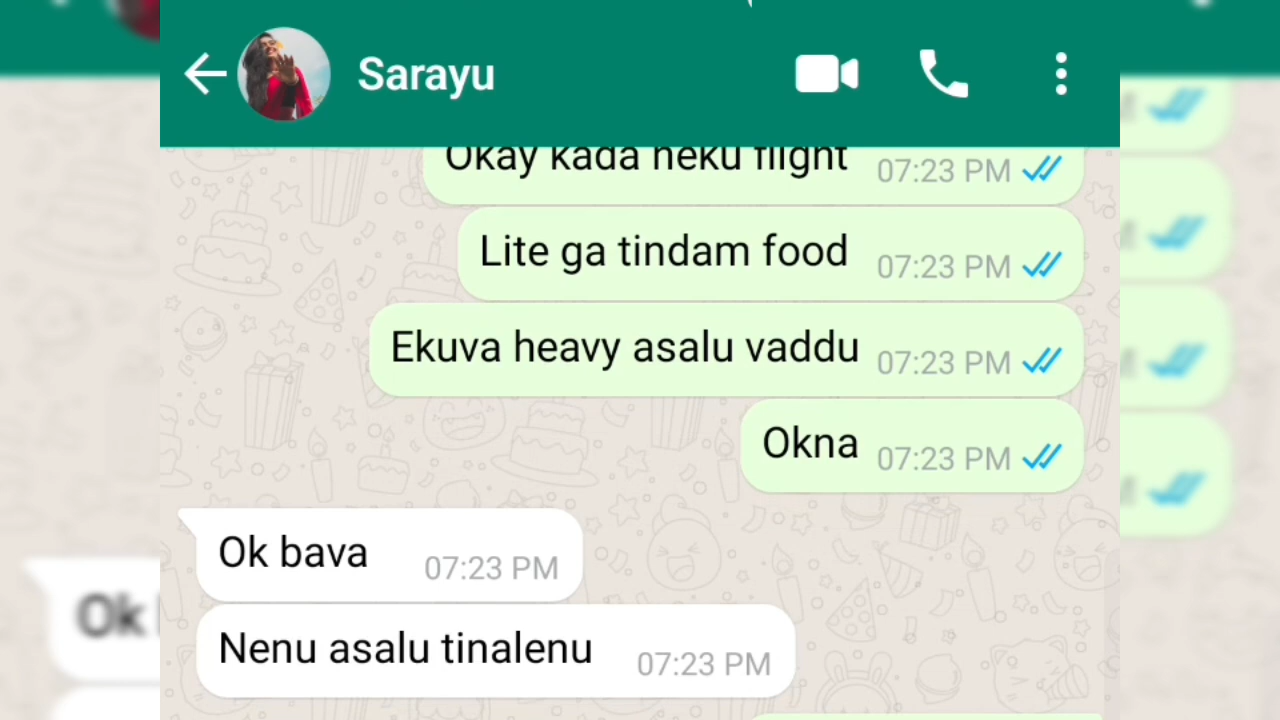 Sarayu
Okay kada neku flight 07:23 PM
Lite ga tindam food 07:23 PM
Ekuva heavy asalu vaddu 07:23 PM
Okna 07:23 PM
Ok bava 07:23 PM
Nenu asalu tinalenu 07:23 PM
Ok